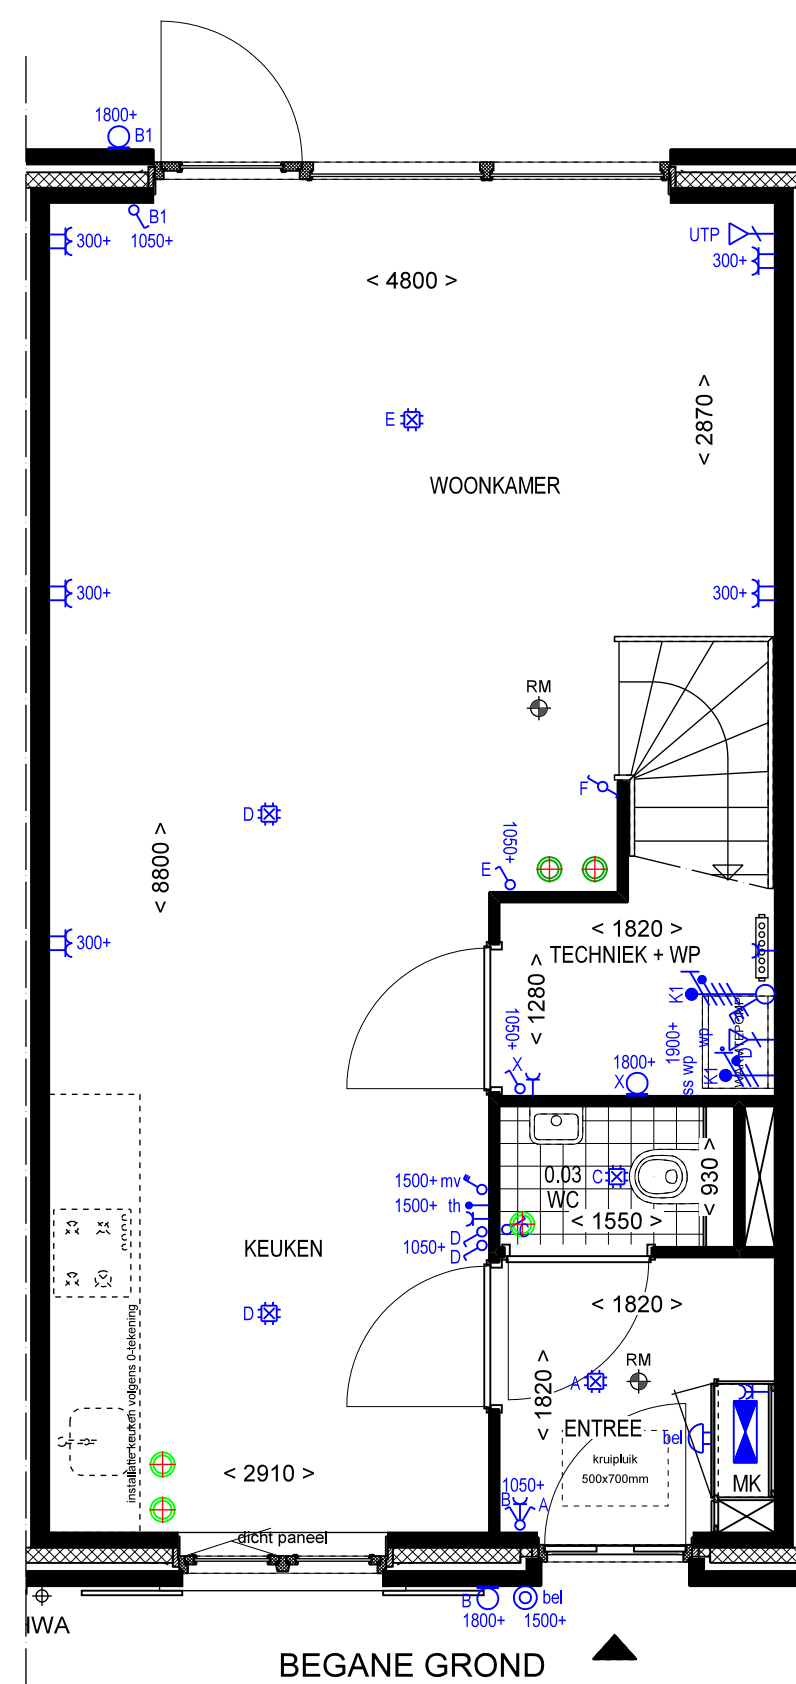 1800+
B1
B1
1050+
300+
UTP
300+
< 4800 >
< 2870 >
E
WOONKAMER
300+
300+
RM
F
D
1050+
E
< 8800 >
300+
< 1820 >
TECHNIEK + WP
< 1280 >
K1
1050+
X
1800+
X
1900+
wp
ss wp
K1
WARMTEPOMP
D
1500+ mv
1500+ th
D
1050+
D
0.03
WC
C
C
< 930 >
< 1550 >
KEUKEN
D
installatie keuken volgens 0-tekening
< 1820 >
RM
A
< 1820 >
ENTREE
bel
kruipluik
500x700mm
MK
< 2910 >
1050+
B
A
dicht paneel
B
1800+
bel
1500+
IWA
BEGANE GROND